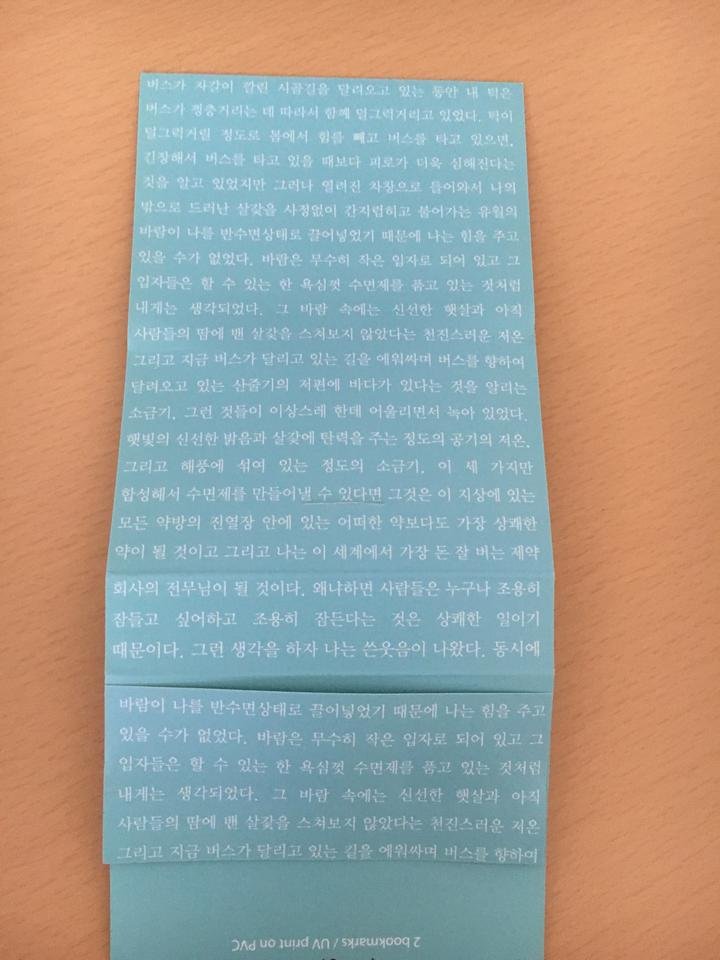 버스가 자갈이 깔린 시골길을 달려오고 있는 동안 내 턱은
버스가 껑충거리는 데 따라서 함께 덜그럭거리고 있었다. 턱이
덜그럭거릴 정도로 몸에서 힘을 빼고 버스를 타고 있으면,
긴장해서 버스를 타고 있을 때보다 피로가 더욱 심해진다는
것을 알고 있었지만 그러나 열려진 차창으로 들어와서 나의
밖으로 드러난 살갗을 사정없이 간지럽히고 불어가는 유월의
바람이 나를 반수면상태로 끌어넣었기 때문에 나는 힘을 주고
있을 수가 없었다. 바람은 무수히 작은 입자로 되어 있고 그
입자들은 할 수 있는 한 욕심껏 수면제를 품고 있는 것처럼
내게는 생각되었다. 그 바람 속에는 신선한 햇살과 아직
사람들의 땀에 밴 살갗을 스쳐보지 않았다는 천진스러운 저온
그리고 지금 버스가 달리고 있는 길을 에워싸며 버스를 향하여
달려오고 있는 산줄기의 저편에 바다가 있다는 것을 알리는
소금기, 그런 것들이 이상스레 한데 어울리면서 녹아 있었다.
햇빛의 신선한 밝음과 살갗에 탄력을 주는 정도의 공기의 저온,
그리고 해풍에 섞여 있는 정도의 소금기, 이 세 가지만
합성해서 수면제를 만들어낼 수 있다면 그것은 이 지상에 있는
모든 약방의 진열장 안에 있는 어떠한 약보다도 가장 상쾌한
약이 될 것이고 그리고 나는 이 세계에서 가장 돈 잘 버는 제약
회사의 전무님이 될 것이다. 왜냐하면 사람들은 누구나 조용히
잠들고 싶어하고 조용히 잠든다는 것은 상쾌한 일이기
때문이다. 그런 생각을 하자 나는 쓴웃음이 나왔다. 동시에
바람이 나를 반수면상태로 끌어넣었기 때문에 나는 힘을 주고
있을 수가 없었다. 바람은 무수히 작은 입자로 되어 있고 그
입자들은 할 수 있는 한 욕심껏 수면제를 품고 있는 것처럼
내게는 생각되었다. 그 바람 속에는 신선한 햇살과 아직
사람들의 땀에 밴 살갗을 스쳐보지 않았다는 천진스러운 저온
그리고 지금 버스가 달리고 있는 길을 에워싸며 버스를 향하여
2 bookmarks / UV print on PVC